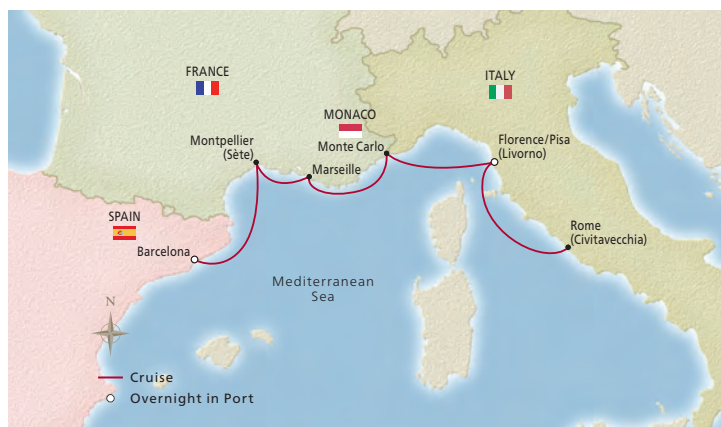 FRANCE
ITALY
MONACO
Montpellier
(Sète)
Monte Carlo
Florence/Pisa
(Livorno)
Marseille
SPAIN
Rome
(Civitavecchia)
Barcelona
Mediterranean
Sea
N
Cruise
Overnight in Port